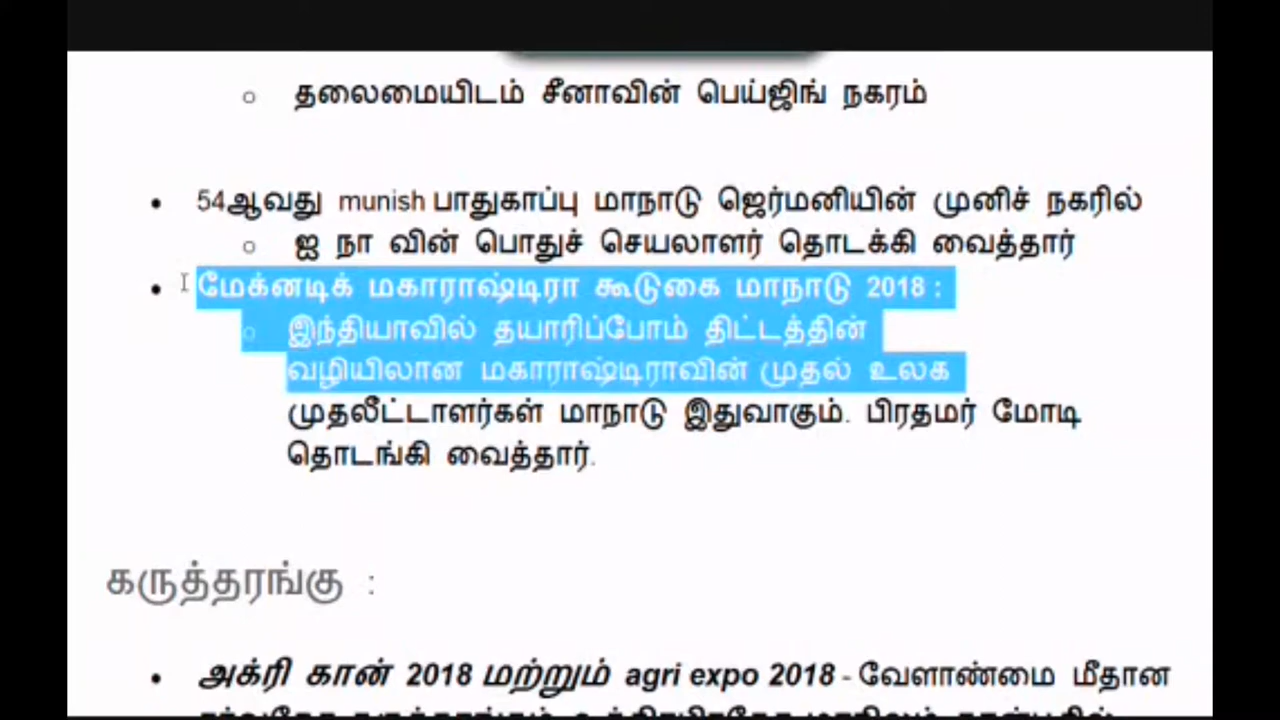 தலைமையிடம் சீனாவின் பெய்ஜிங் நகரம்
54ஆவது munish பாதுகாப்பு மாநாடு ஜெர்மனியின் முனிச் நகரில்
ஐ நா வின் பொதுச் செயலாளர் தொடக்கி வைத்தார்
மேக்னடிக் மகாராஷ்டிரா கூடுகை மாநாடு 2018 :
இந்தியாவில் தயாரிப்போம் திட்டத்தின்
வழியிலான மகாராஷ்டிராவின் முதல் உலக
முதலீட்டாளர்கள் மாநாடு இதுவாகும். பிரதமர் மோடி
தொடங்கி வைத்தார்.
கருத்தரங்கு :
அக்ரி கான் 2018 மற்றும் agri expo 2018 - வேளாண்மை மீதான